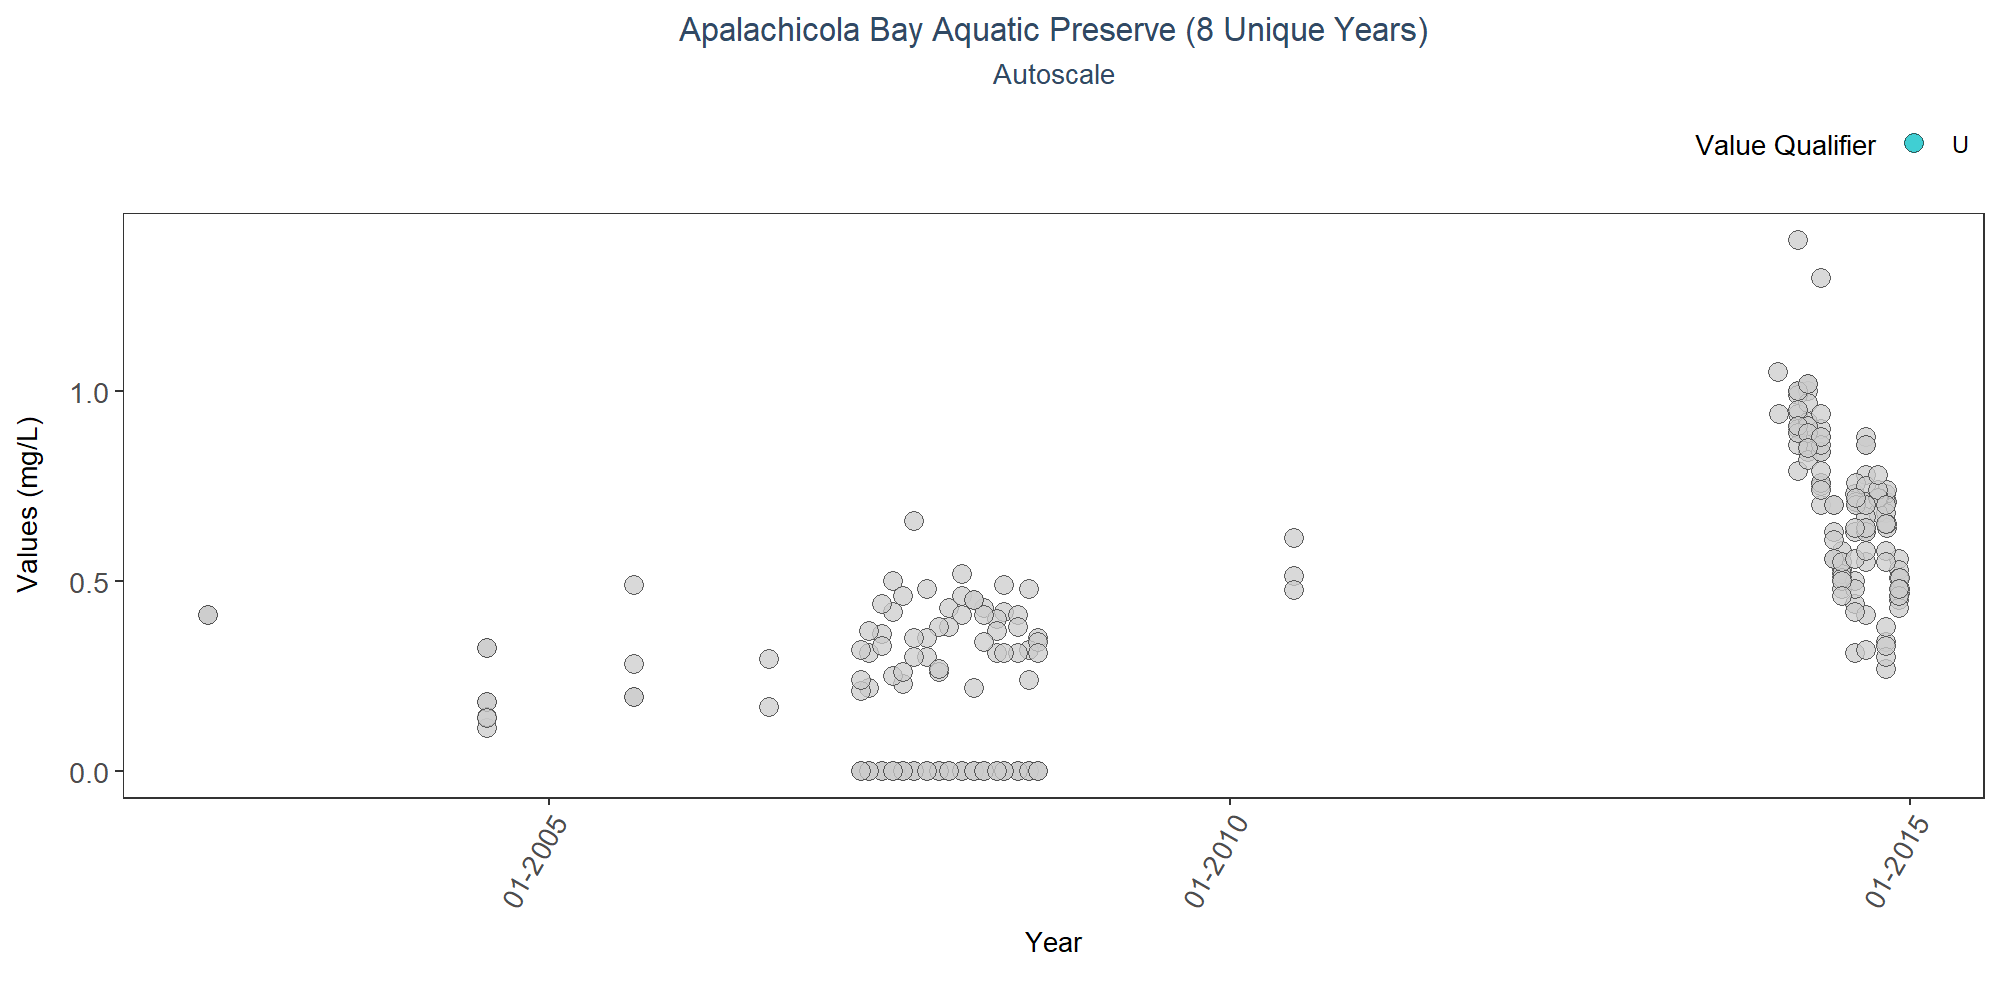 Apalachicola Bay Aquatic Preserve (8 Unique Years)
Autoscale
Value Qualifier U
Values (mg/L)
1.0
0.5
0.0
01-2005
01-2010
01-2015
Year